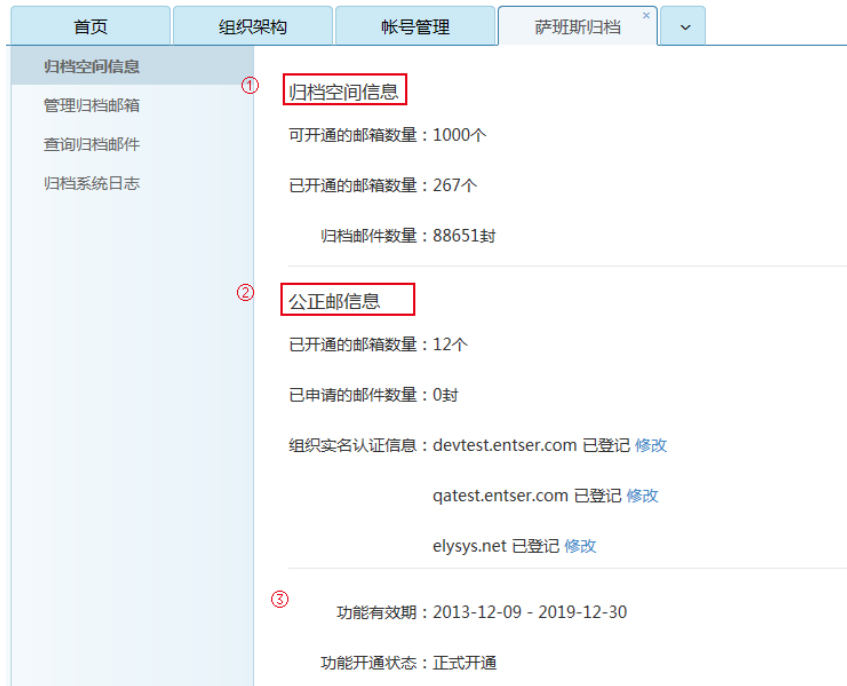 首页 组织架构 帐号管理 萨班斯归档 ×
归档空间信息
管理归档邮箱
查询归档邮件
归档系统日志
① 归档空间信息
可开通的邮箱数量：1000个
已开通的邮箱数量：267个
归档邮件数量：88651封
② 公正邮信息
已开通的邮箱数量：12个
已申请的邮件数量：0封
组织实名认证信息：devtest.entser.com 已登记 修改
qatest.entser.com 已登记 修改
elysys.net 已登记 修改
③ 功能有效期：2013-12-09 - 2019-12-30
功能开通状态：正式开通